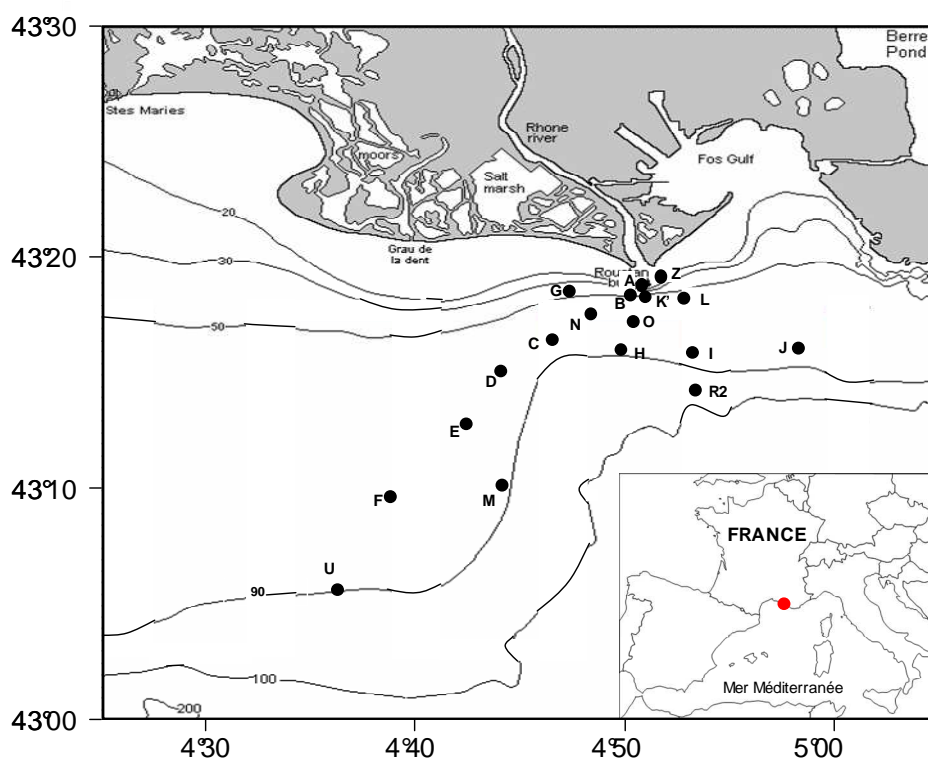 43°30
Berre
Pond
Stes Maries
Rhone
river
moors
Fos Gulf
Salt
marsh
20
Grau de
la dent
43°20
30
Z
A
G
B
K'
L
50
N
O
C
H
I
J
D
R2
E
43°10
F
M
FRANCE
U
90
100
Mer Méditerranée
200
43°00
4°30
4°40
4°50
5°00